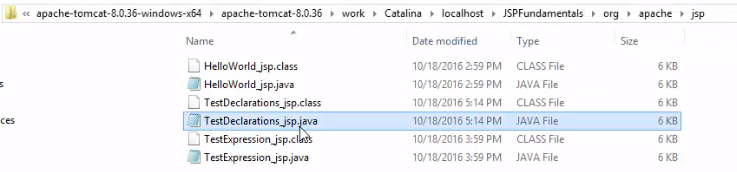 « apache-tomcat-8.0.36-windows-x64 › apache-tomcat-8.0.36 › work › Catalina › localhost › JSPFundamentals › org › apache › jsp
Name Date modified Type Size
HelloWorld_jsp.class 10/18/2016 2:59 PM CLASS File 6 KB
s HelloWorld_jsp.java 10/18/2016 2:59 PM JAVA File 6 KB
TestDeclarations_jsp.class 10/18/2016 5:14 PM CLASS File 6 KB
ces TestDeclarations_jsp.java 10/18/2016 5:14 PM JAVA File 6 KB
TestExpression_jsp.class 10/18/2016 3:59 PM CLASS File 6 KB
TestExpression_jsp.java 10/18/2016 3:59 PM JAVA File 6 KB